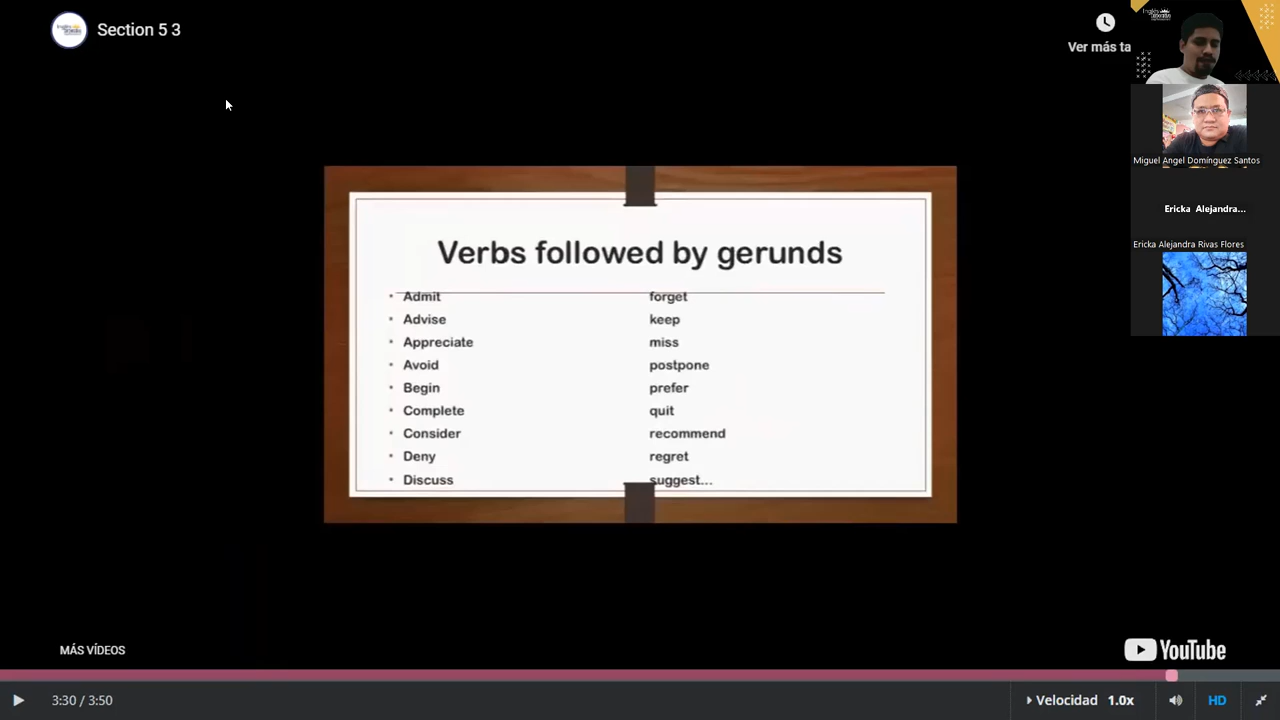 Section 5 3
Ver más ta
Miguel Angel Domínguez Santos
Ericka Alejandra...
Ericka Alejandra Rivas Flores
Verbs followed by gerunds
• Admit forget
• Advise keep
• Appreciate miss
• Avoid postpone
• Begin prefer
• Complete quit
• Consider recommend
• Deny regret
• Discuss suggest...
MÁS VÍDEOS
YouTube
3:30 / 3:50
Velocidad 1.0x
HD